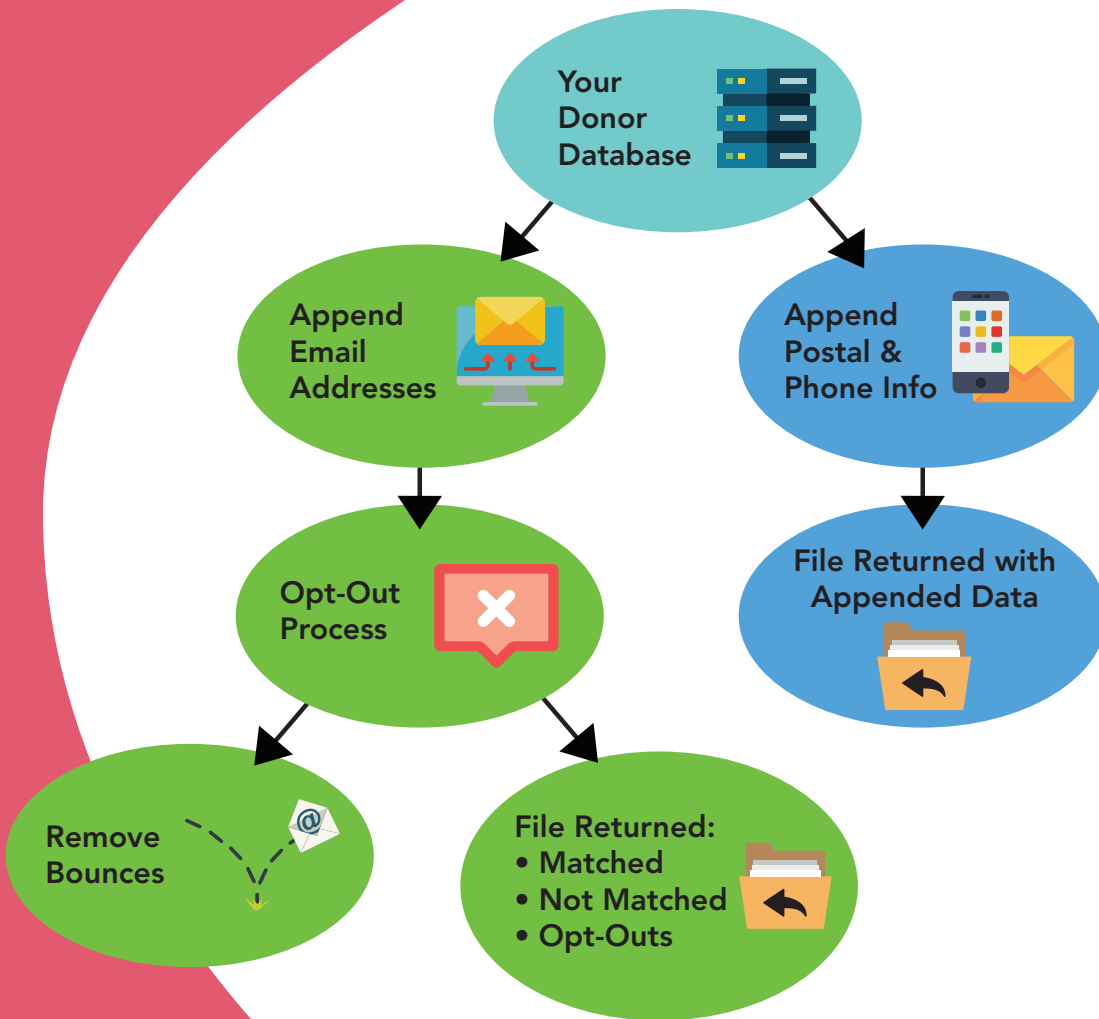 Your
Donor
Database
Append
Email
Addresses
Append
Postal &
Phone Info
Opt-Out
Process
File Returned with
Appended Data
Remove
Bounces
@
File Returned:
• Matched
• Not Matched
• Opt-Outs